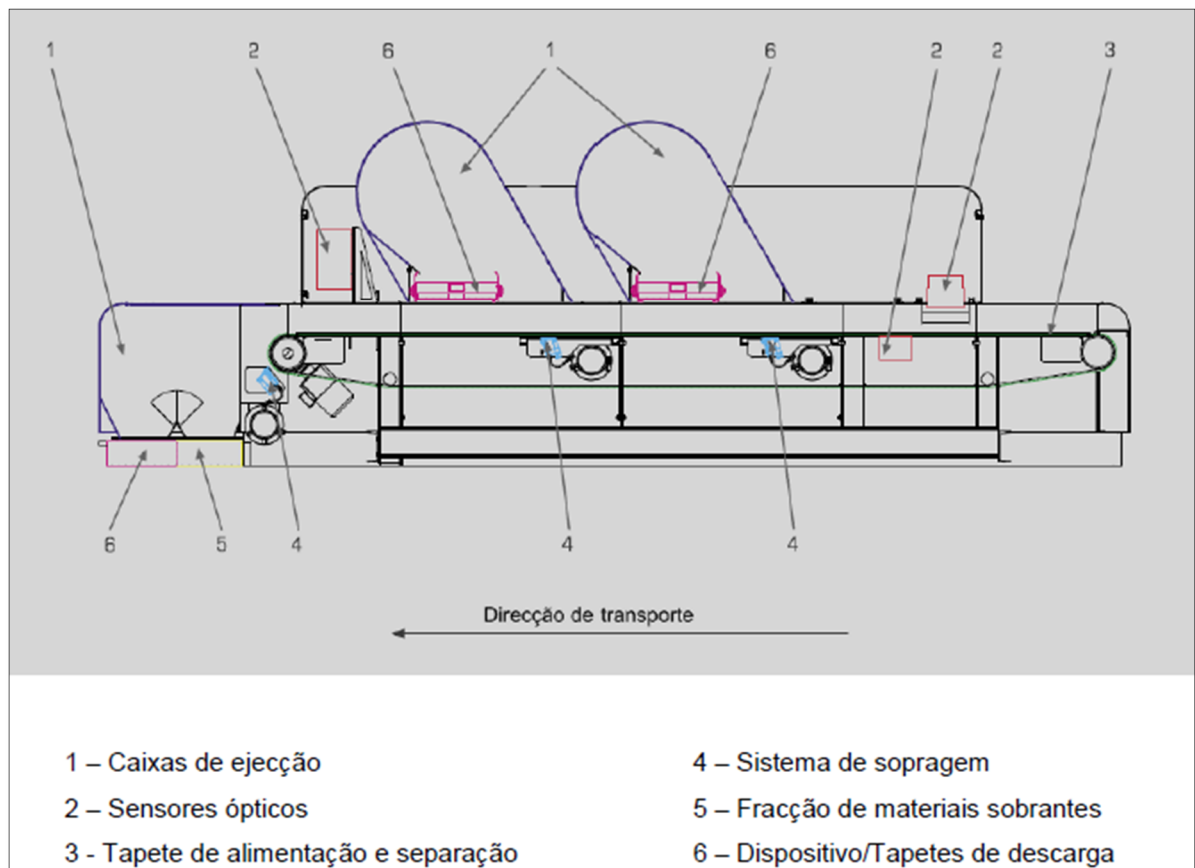 1 2 6 1 6 2 2 3
6 5 4 4 4
Direcção de transporte
1 – Caixas de ejecção
2 – Sensores ópticos
3 - Tapete de alimentação e separação
4 – Sistema de sopragem
5 – Fracção de materiais sobrantes
6 – Dispositivo/Tapetes de descarga